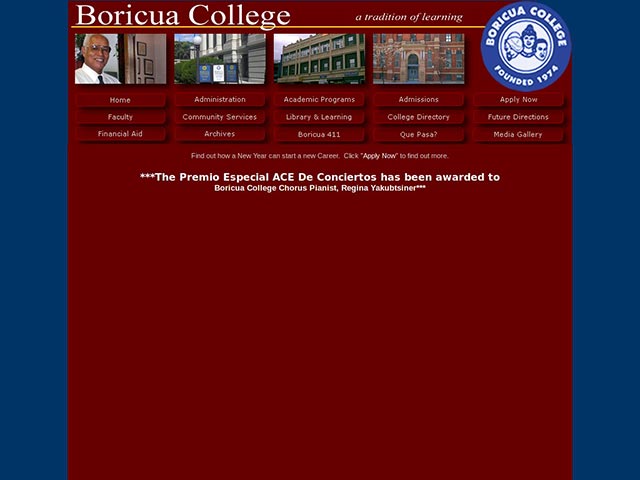 Boricua College
a tradition of learning
BORICUA COLLEGE
FOUNDED 1974
Home
Administration
Academic Programs
Admissions
Apply Now
Faculty
Community Services
Library & Learning
College Directory
Future Directions
Financial Aid
Archives
Boricua 411
Que Pasa?
Media Gallery
Find out how a New Year can start a new Career. Click "Apply Now" to find out more.
***The Premio Especial ACE De Conciertos has been awarded to
Boricua College Chorus Pianist, Regina Yakubtsiner***